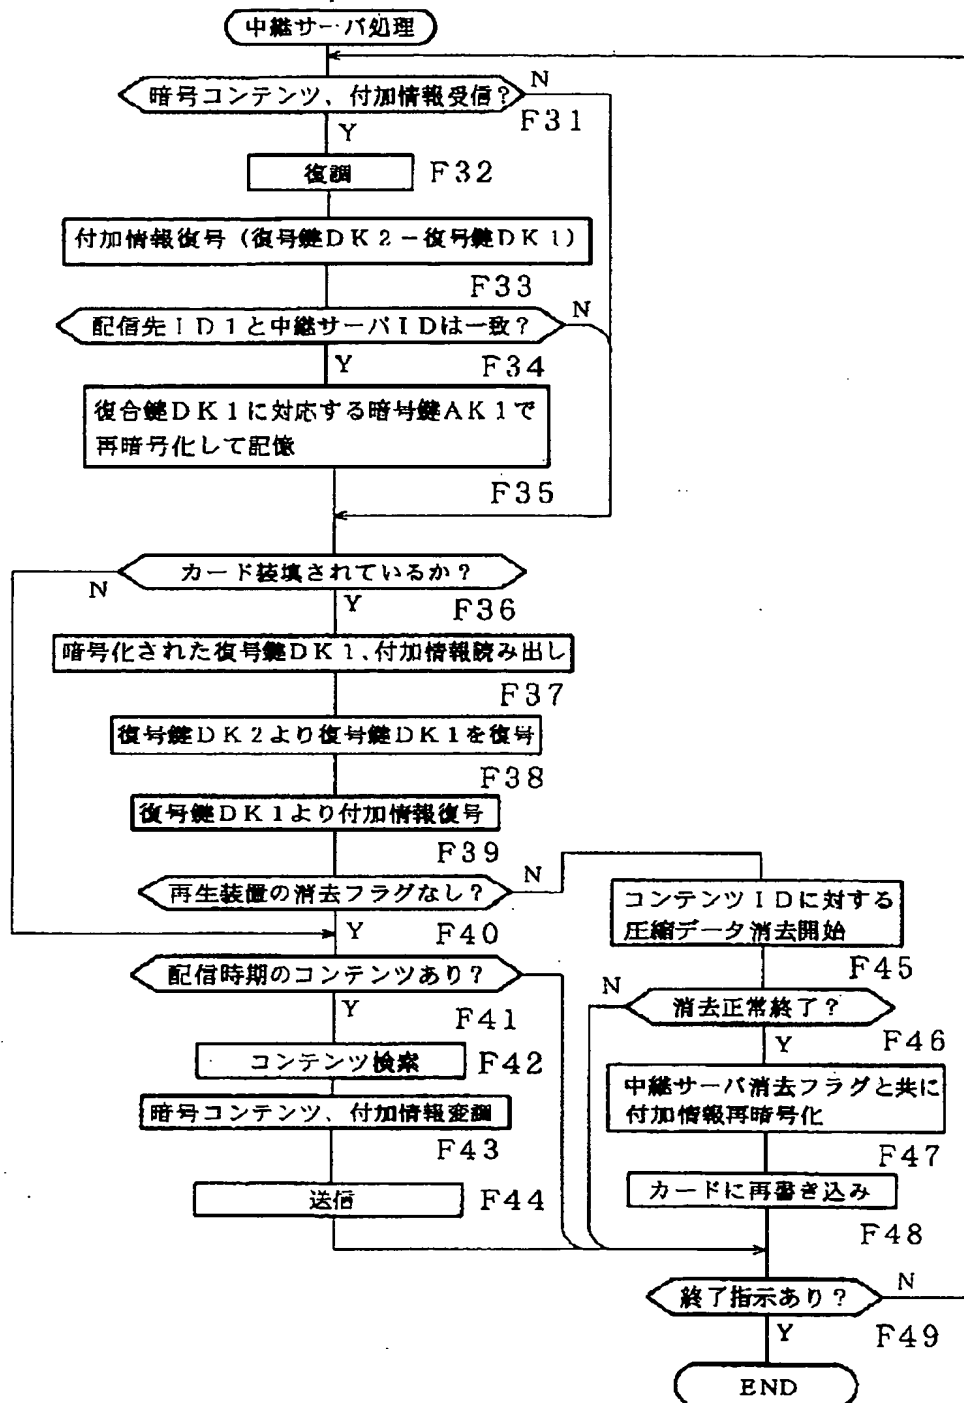 中継サーバ処理
暗号コンテンツ、付加情報受信？
N
F31
Y
復調
F32
付加情報復号（復号鍵DK2－復号鍵DK1）
F33
配信先ID1と中継サーバIDは一致？
N
Y
F34
復合鍵DK1に対応する暗号鍵AK1で
再暗号化して記憶
F35
カード装填されているか？
N
Y
F36
暗号化された復号鍵DK1、付加情報読み出し
F37
復号鍵DK2より復号鍵DK1を復号
F38
復号鍵DK1より付加情報復号
F39
再生装置の消去フラグなし？
N
Y
F40
配信時期のコンテンツあり？
Y
F41
コンテンツ検索
F42
暗号コンテンツ、付加情報変調
F43
送信
F44
コンテンツIDに対する
圧縮データ消去開始
F45
消去正常終了？
N
Y
F46
中継サーバ消去フラグと共に
付加情報再暗号化
F47
カードに再書き込み
F48
終了指示あり？
N
Y
F49
END